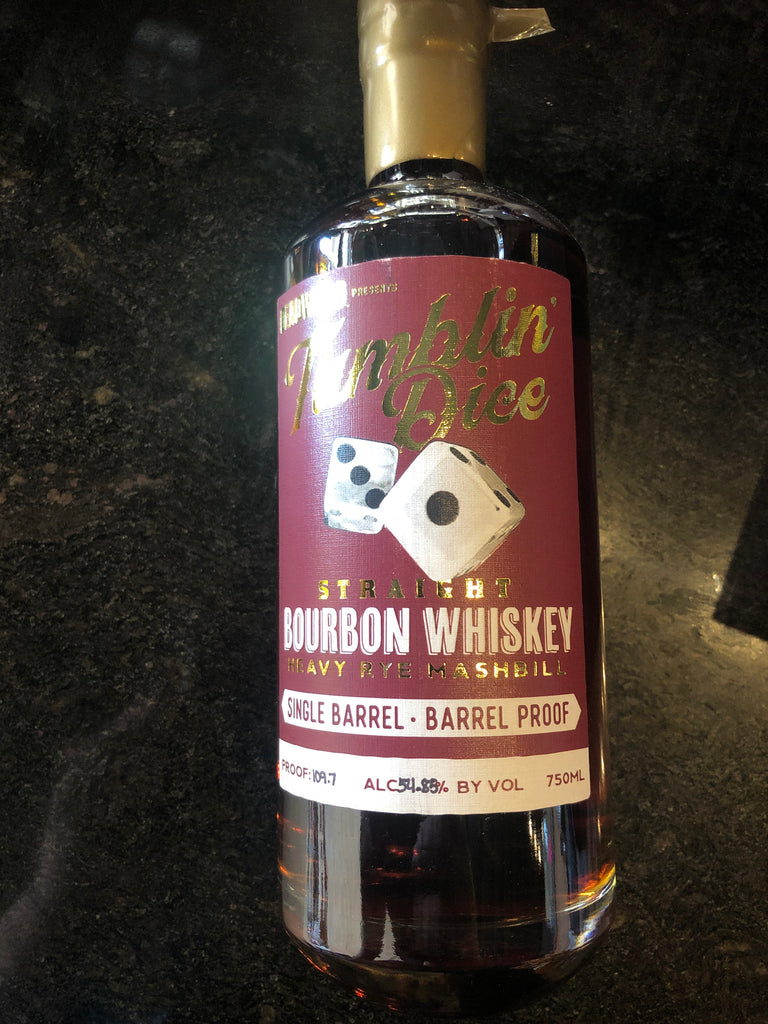 PRESENTS
Tumblin'
Dice
STRAIGHT
BOURBON WHISKEY
HEAVY RYE MASHBILL
SINGLE BARREL • BARREL PROOF
PROOF: 109.7 ALC 54.85% BY VOL 750ML